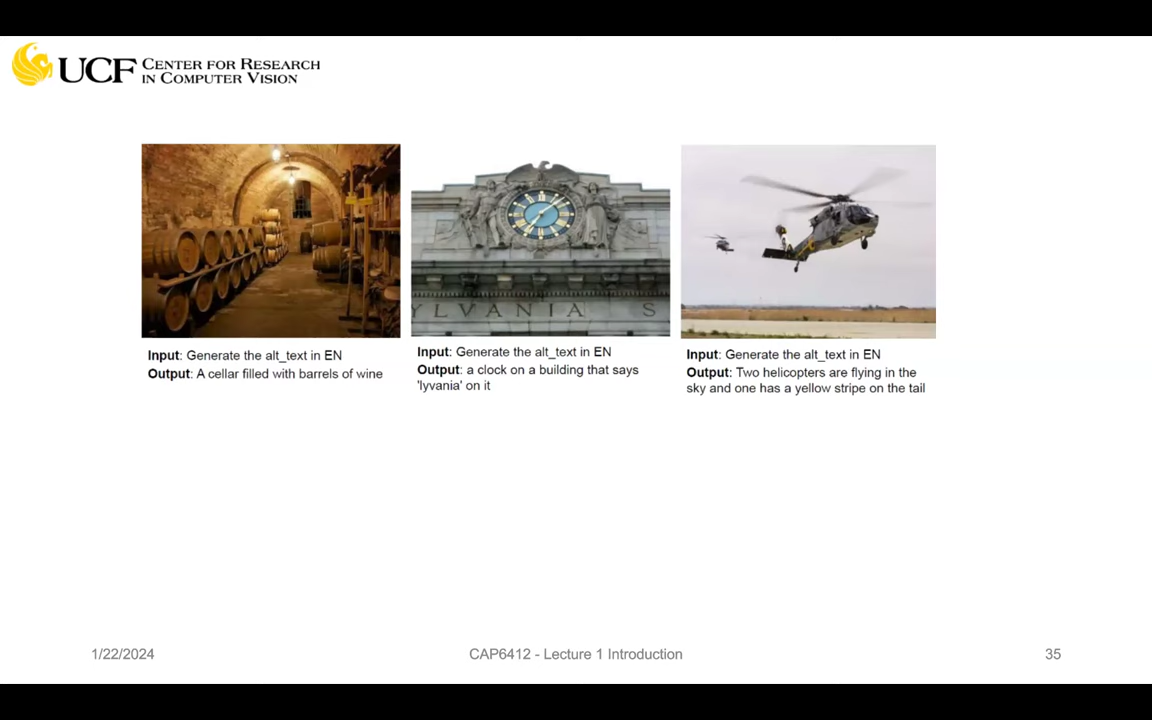 UCF CENTER FOR RESEARCH
IN COMPUTER VISION
YLVANIA S
Input: Generate the alt_text in EN
Output: A cellar filled with barrels of wine
Input: Generate the alt_text in EN
Output: a clock on a building that says
'lyvania' on it
Input: Generate the alt_text in EN
Output: Two helicopters are flying in the
sky and one has a yellow stripe on the tail
1/22/2024
CAP6412 - Lecture 1 Introduction
35